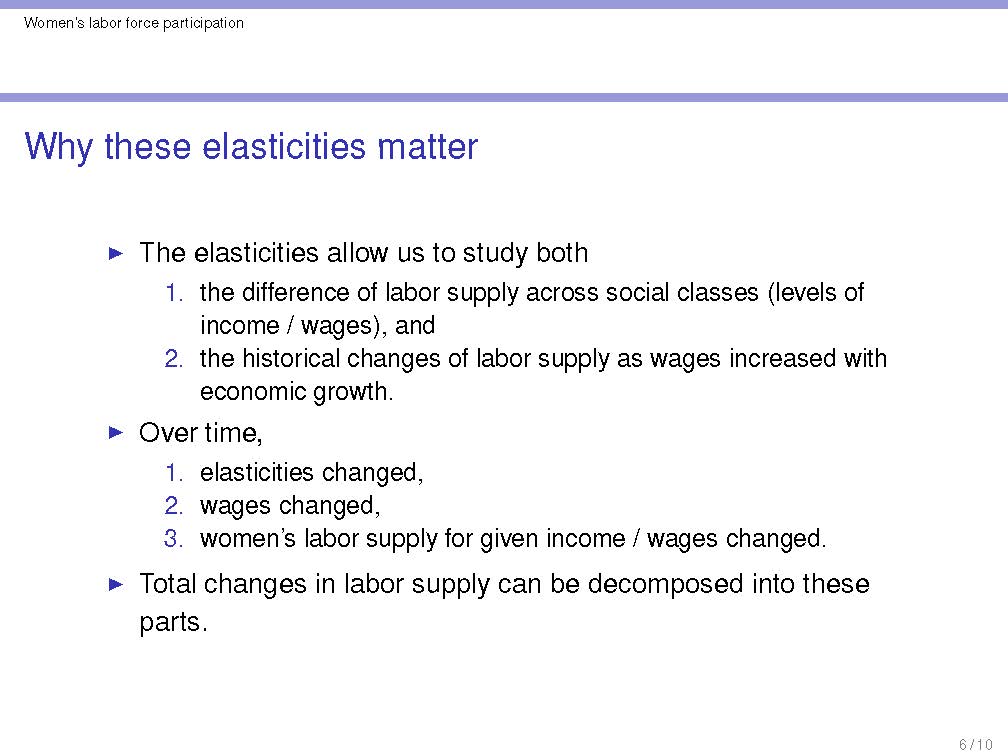 Women's labor force participation
Why these elasticities matter
▶ The elasticities allow us to study both
1. the difference of labor supply across social classes (levels of
income / wages), and
2. the historical changes of labor supply as wages increased with
economic growth.
▶ Over time,
1. elasticities changed,
2. wages changed,
3. women's labor supply for given income / wages changed.
▶ Total changes in labor supply can be decomposed into these
parts.
6 / 10